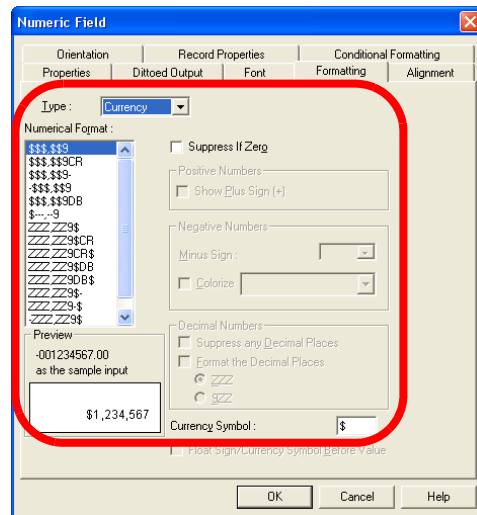 Numeric Field
Orientation Record Properties Conditional Formatting
Properties Dittoed Output Font Formatting Alignment
Type : Currency
Numerical Format :
$$$,$$9
$$$,$$9CR
$$$,$$9-
-$$$,$$9
$$$,$$9DB
$---,--9
ZZZ,ZZ9$
ZZZ,ZZ9$CR
ZZZ,ZZ9CR$
ZZZ,ZZ9$DB
ZZZ,ZZ9DB$
ZZZ,ZZ9$-
ZZZ,ZZ9-$
-ZZZ,ZZ9$
Preview
-001234567.00
as the sample input
$1,234,567
Suppress If Zero
Positive Numbers
Show Plus Sign (+)
Negative Numbers
Minus Sign :
Colorize
Decimal Numbers
Suppress any Decimal Places
Format the Decimal Places
ZZZ
9ZZ
Currency Symbol : $
Float Sign/Currency Symbol Before Value
OK Cancel Help